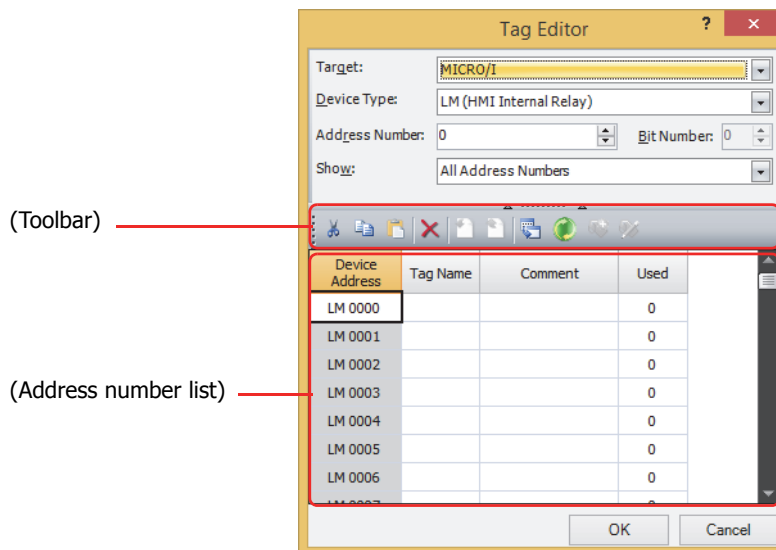 Tag Editor ? ×
Target: MICRO/I
Device Type: LM (HMI Internal Relay)
Address Number: 0 Bit Number: 0
Show: All Address Numbers
(Toolbar)
Device Address Tag Name Comment Used
LM 0000 0
LM 0001 0
LM 0002 0
(Address number list)
LM 0003 0
LM 0004 0
LM 0005 0
LM 0006 0
OK Cancel